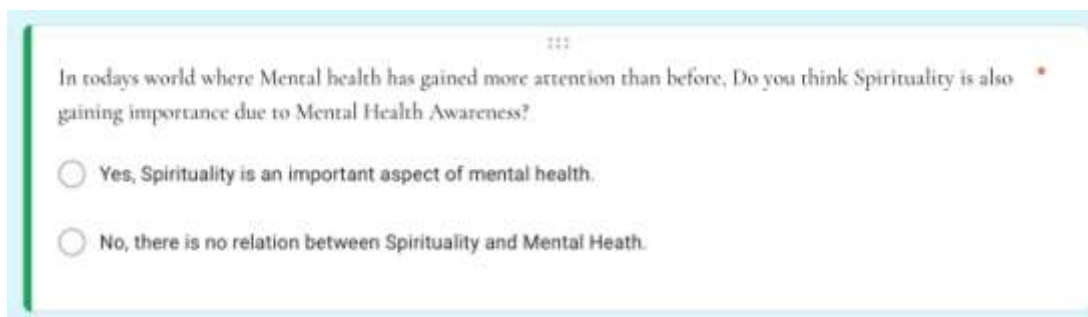 In todays world where Mental health has gained more attention than before, Do you think Spirituality is also *
gaining importance due to Mental Health Awareness?
Yes, Spirituality is an important aspect of mental health.
No, there is no relation between Spirituality and Mental Heath.